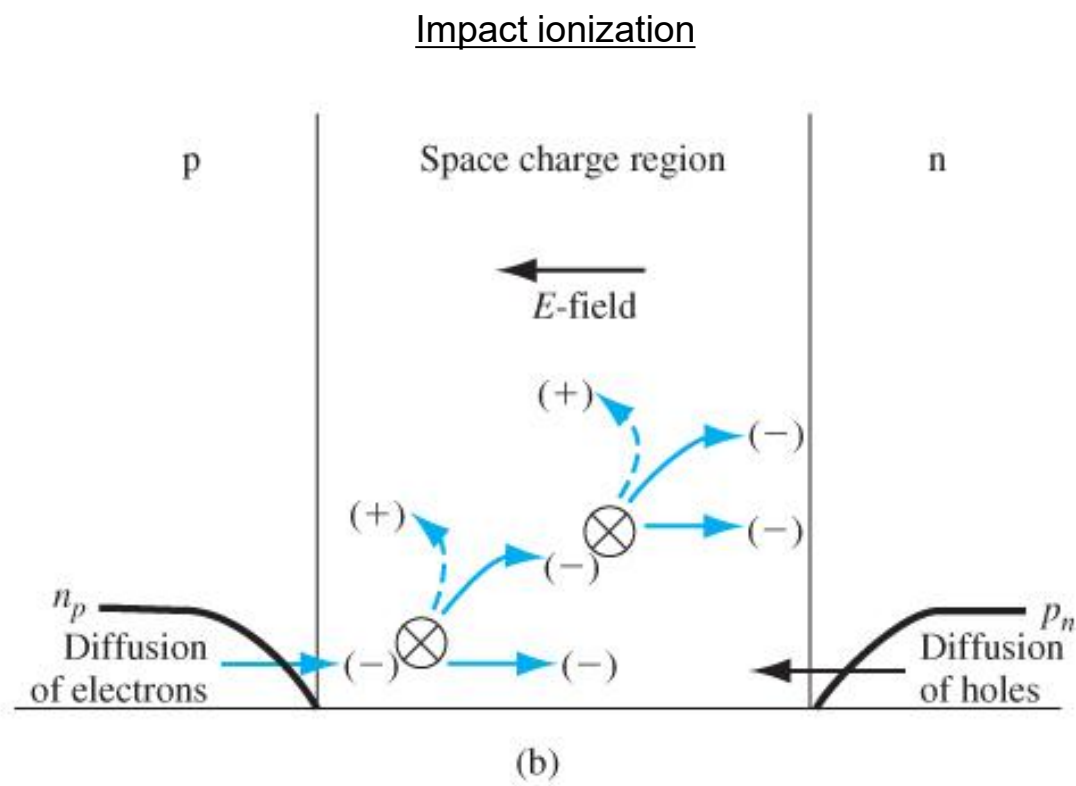 Impact ionization
p
Space charge region
n
E-field
(+)
(−)
(+)
(−)
(−)
n_p
Diffusion
of electrons
(−)
(−)
p_n
Diffusion
of holes
(b)